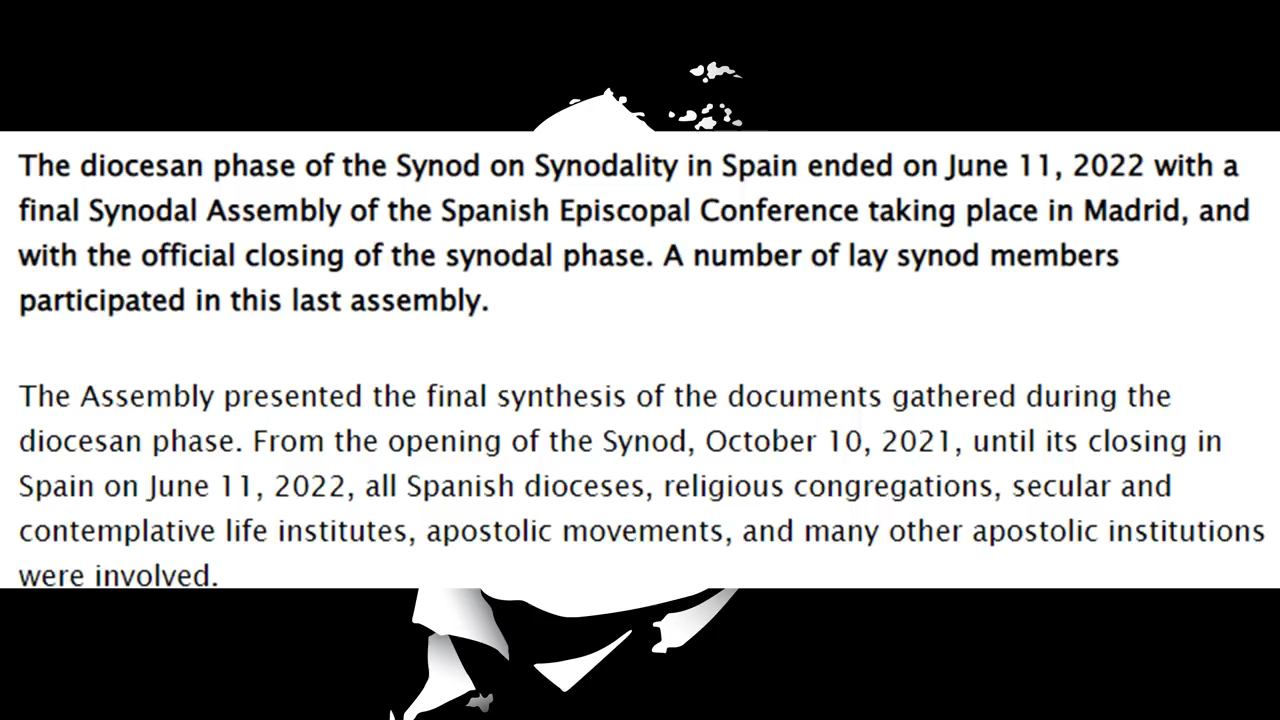 The diocesan phase of the Synod on Synodality in Spain ended on June 11, 2022 with a
final Synodal Assembly of the Spanish Episcopal Conference taking place in Madrid, and
with the official closing of the synodal phase. A number of lay synod members
participated in this last assembly.
The Assembly presented the final synthesis of the documents gathered during the
diocesan phase. From the opening of the Synod, October 10, 2021, until its closing in
Spain on June 11, 2022, all Spanish dioceses, religious congregations, secular and
contemplative life institutes, apostolic movements, and many other apostolic institutions
were involved.